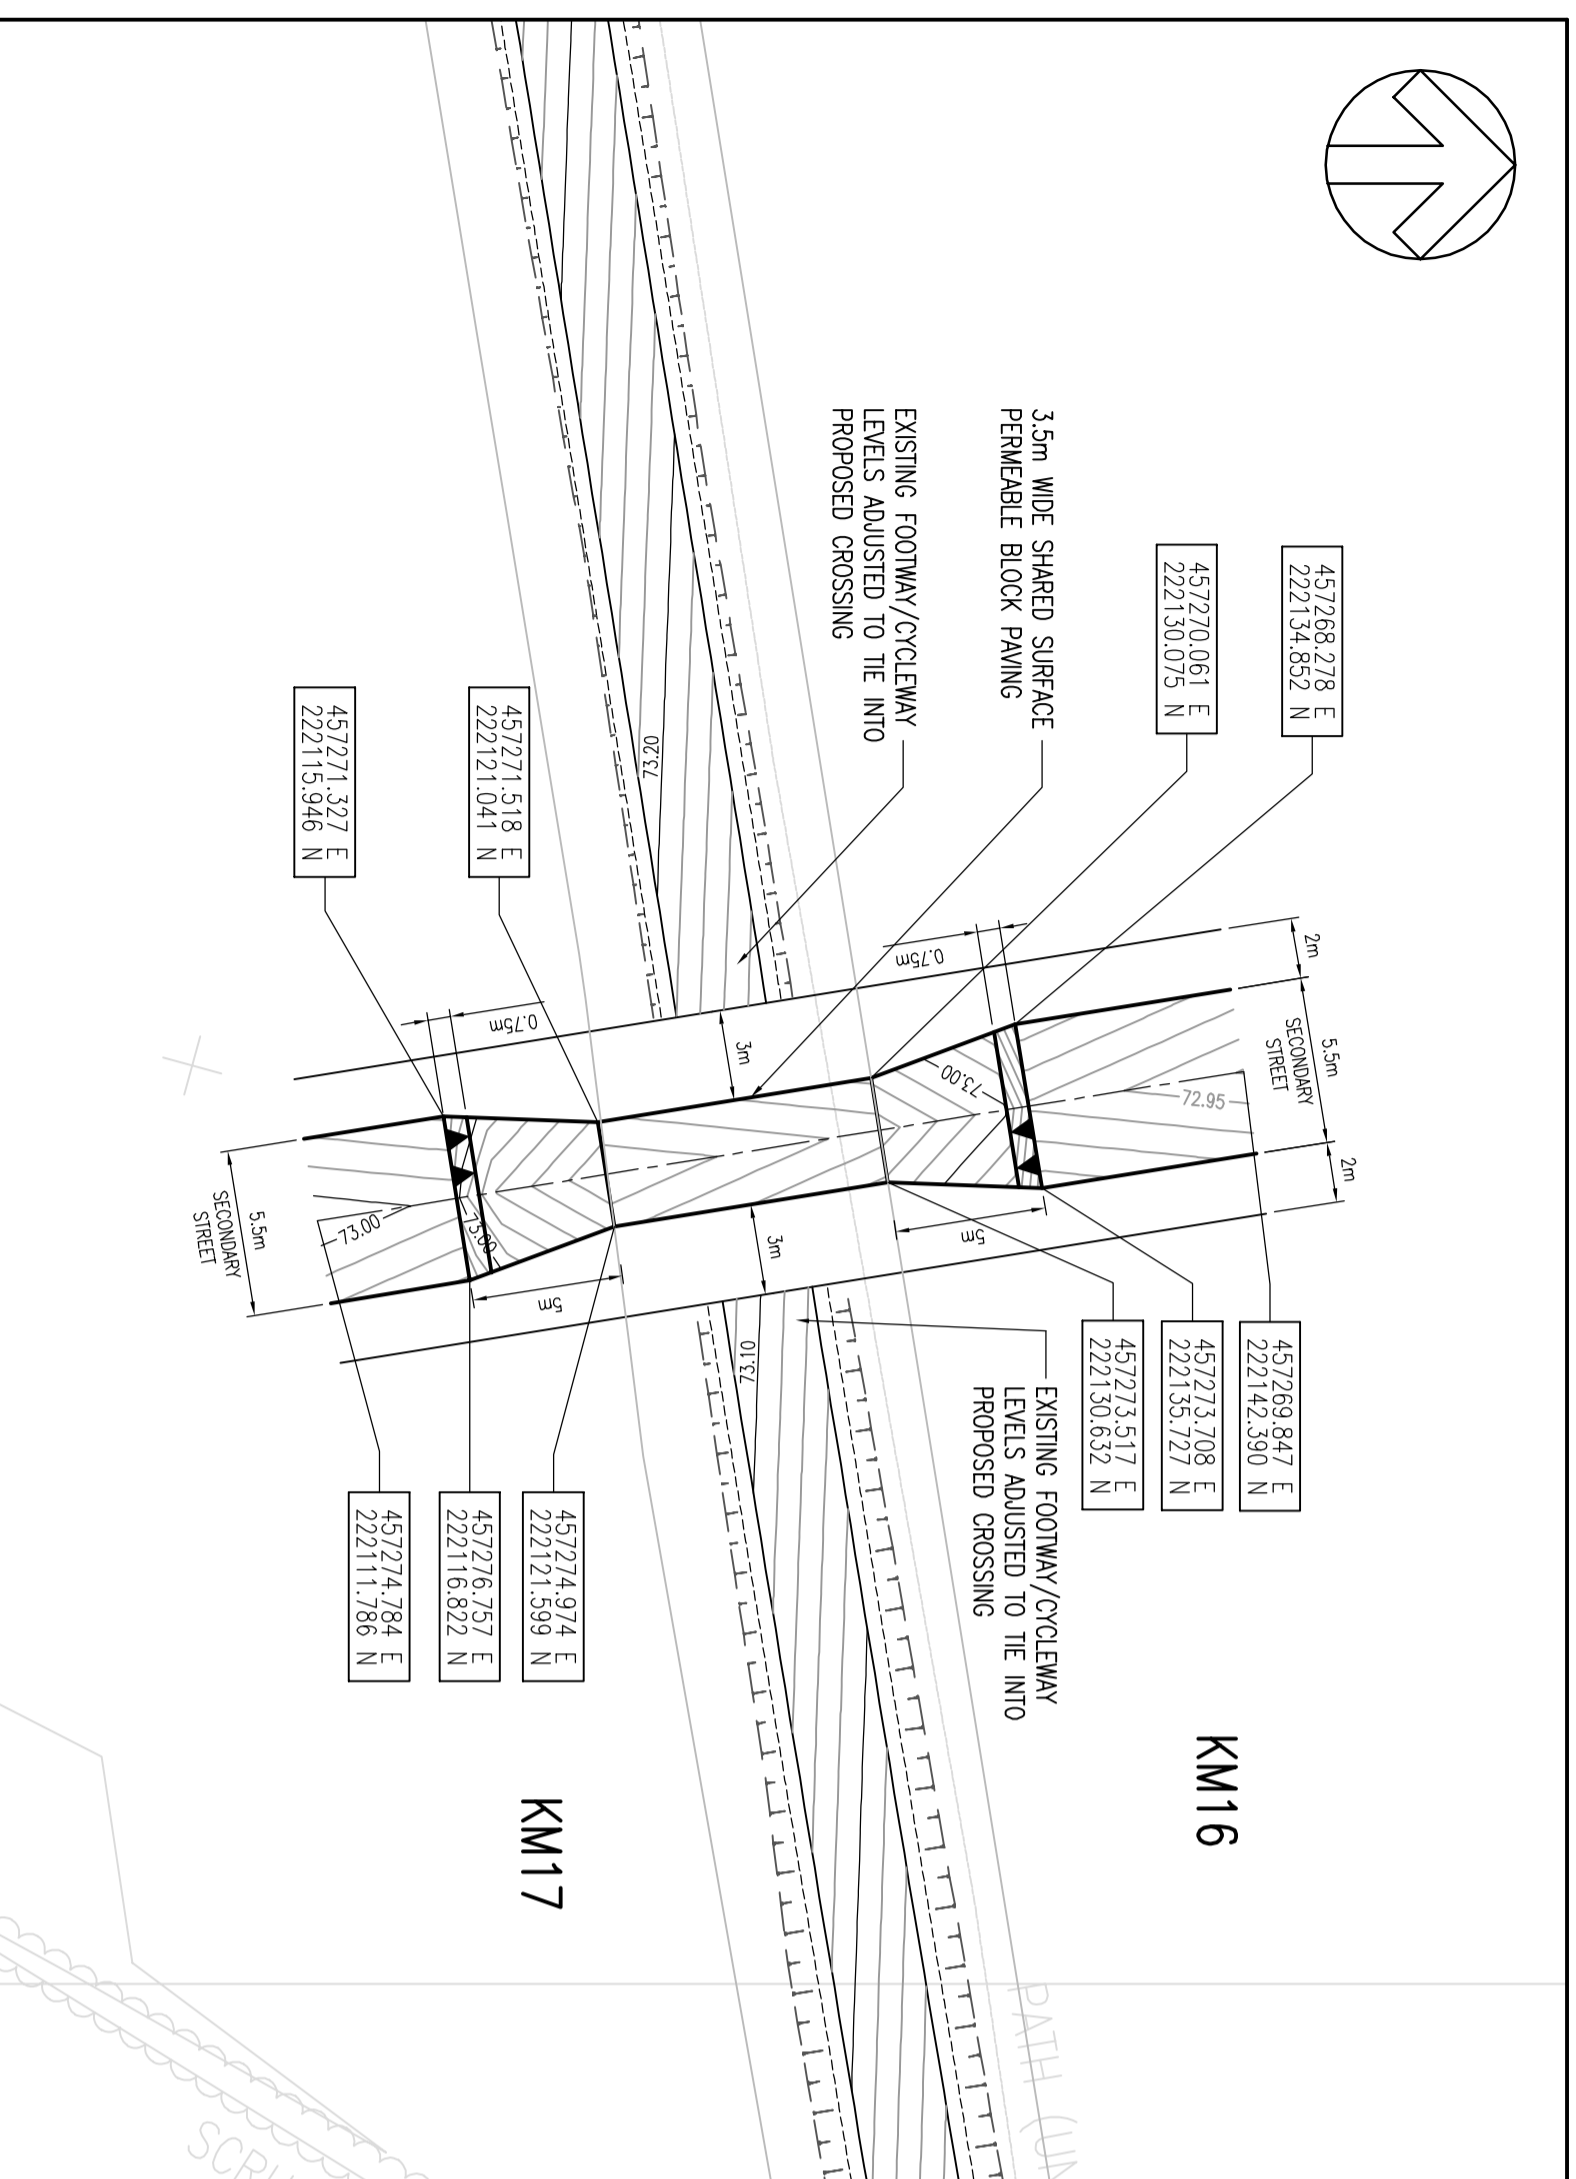 457268.278 E
222134.852 N
457270.061 E
222130.075 N
3.5m WIDE SHARED SURFACE
PERMEABLE BLOCK PAVING
EXISTING FOOTWAY/CYCLEWAY
LEVELS ADJUSTED TO TIE INTO
PROPOSED CROSSING
457271.518 E
222121.041 N
457271.327 E
222115.946 N
73.20
2m
5.5m
SECONDARY
STREET
2m
72.95
0.75m
73.00
5m
3m
3m
0.75m
73.00
73.00
5m
5.5m
SECONDARY
STREET
73.10
457269.847 E
222142.390 N
457273.708 E
222135.727 N
457273.517 E
222130.632 N
EXISTING FOOTWAY/CYCLEWAY
LEVELS ADJUSTED TO TIE INTO
PROPOSED CROSSING
457274.974 E
222121.599 N
457276.757 E
222116.822 N
457274.784 E
222111.786 N
KM16
KM17
PATH